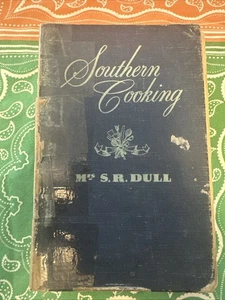 Southern
Cooking
Mrs S. R. DULL